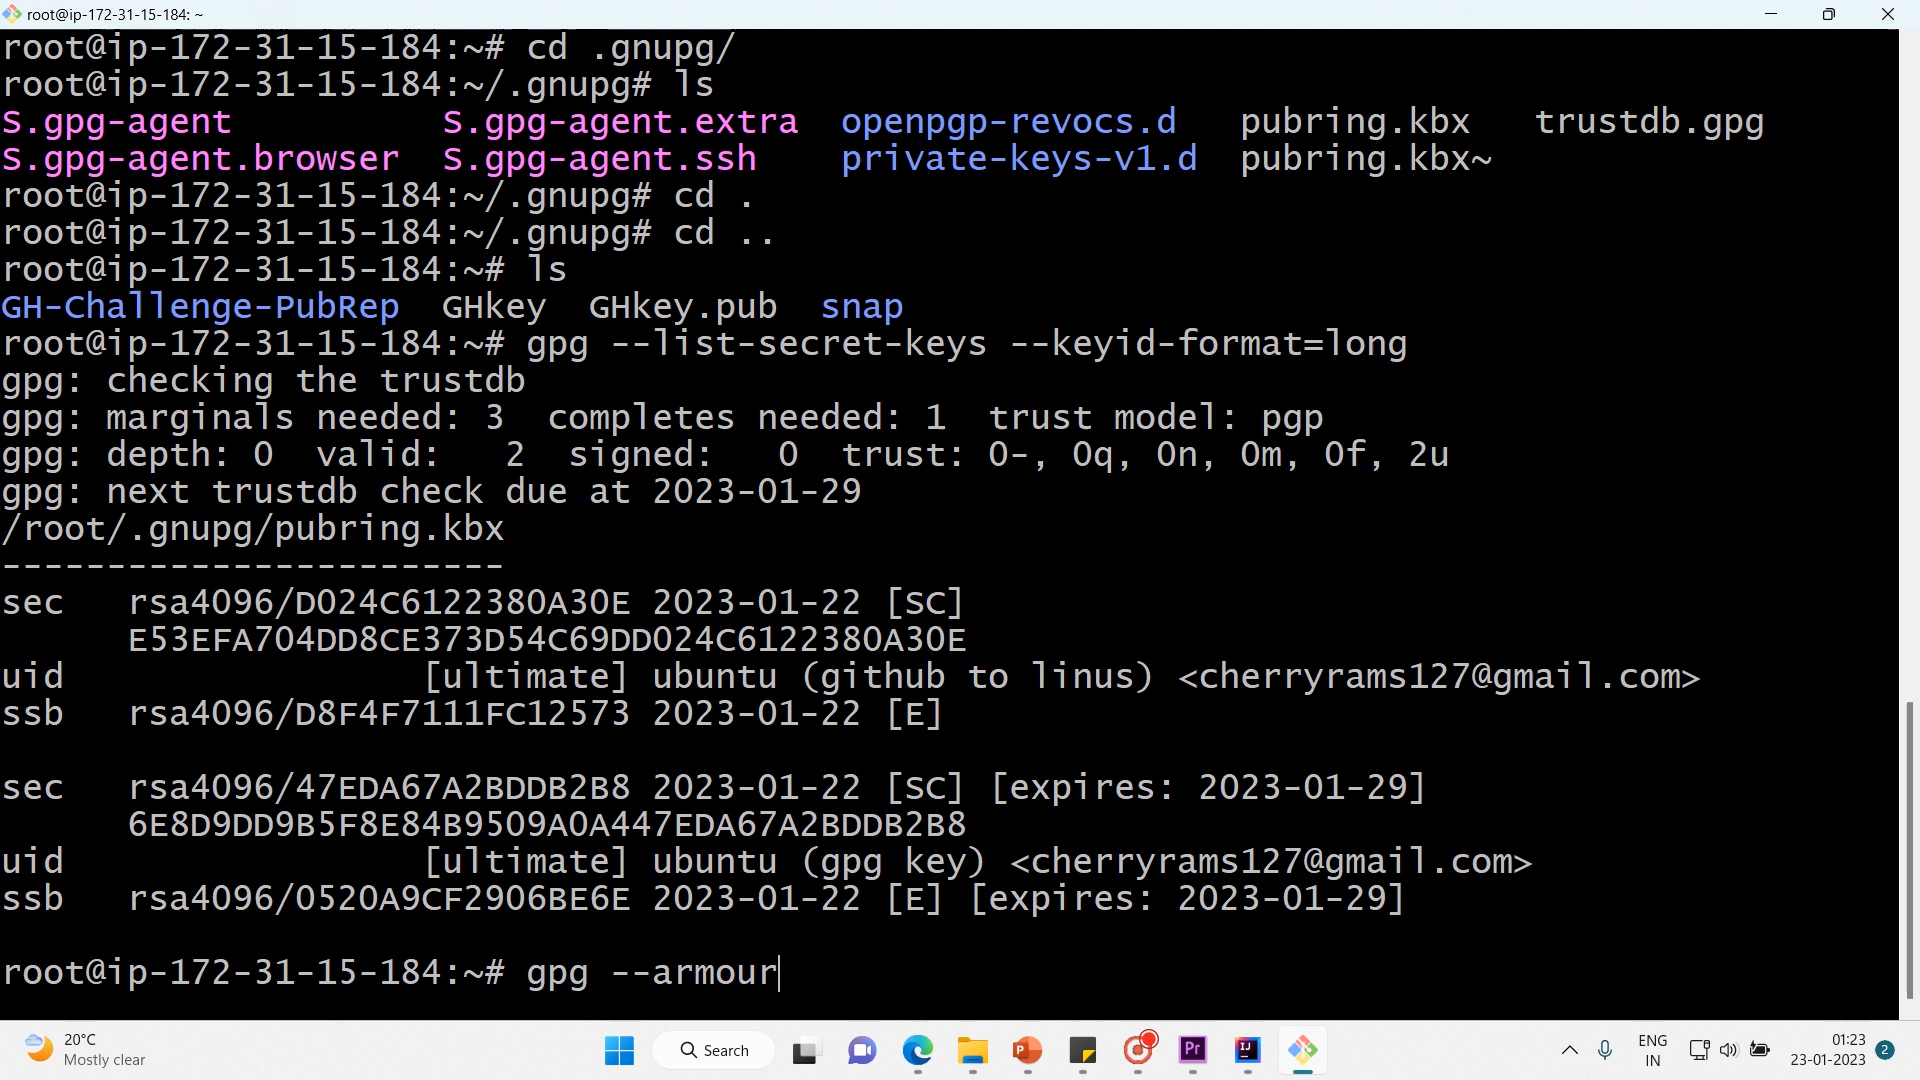 root@ip-172-31-15-184: ~
root@ip-172-31-15-184:~# cd .gnupg/
root@ip-172-31-15-184:~/.gnupg# ls
S.gpg-agent S.gpg-agent.extra openpgp-revocs.d pubring.kbx trustdb.gpg
S.gpg-agent.browser S.gpg-agent.ssh private-keys-v1.d pubring.kbx~
root@ip-172-31-15-184:~/.gnupg# cd .
root@ip-172-31-15-184:~/.gnupg# cd ..
root@ip-172-31-15-184:~# ls
GH-Challenge-PubRep GHkey GHkey.pub snap
root@ip-172-31-15-184:~# gpg --list-secret-keys --keyid-format=long
gpg: checking the trustdb
gpg: marginals needed: 3 completes needed: 1 trust model: pgp
gpg: depth: 0 valid: 2 signed: 0 trust: 0-, 0q, 0n, 0m, 0f, 2u
gpg: next trustdb check due at 2023-01-29
/root/.gnupg/pubring.kbx
------------------------
sec rsa4096/D024C6122380A30E 2023-01-22 [SC]
E53EFA704DD8CE373D54C69DD024C6122380A30E
uid [ultimate] ubuntu (github to linus) <cherryrams127@gmail.com>
ssb rsa4096/D8F4F7111FC12573 2023-01-22 [E]
sec rsa4096/47EDA67A2BDDB2B8 2023-01-22 [SC] [expires: 2023-01-29]
6E8D9DD9B5F8E84B9509A0A447EDA67A2BDDB2B8
uid [ultimate] ubuntu (gpg key) <cherryrams127@gmail.com>
ssb rsa4096/0520A9CF2906BE6E 2023-01-22 [E] [expires: 2023-01-29]
root@ip-172-31-15-184:~# gpg --armour
20°C
Mostly clear
Search
P
Pr
IJ
ENG
IN
01:23
23-01-2023
2